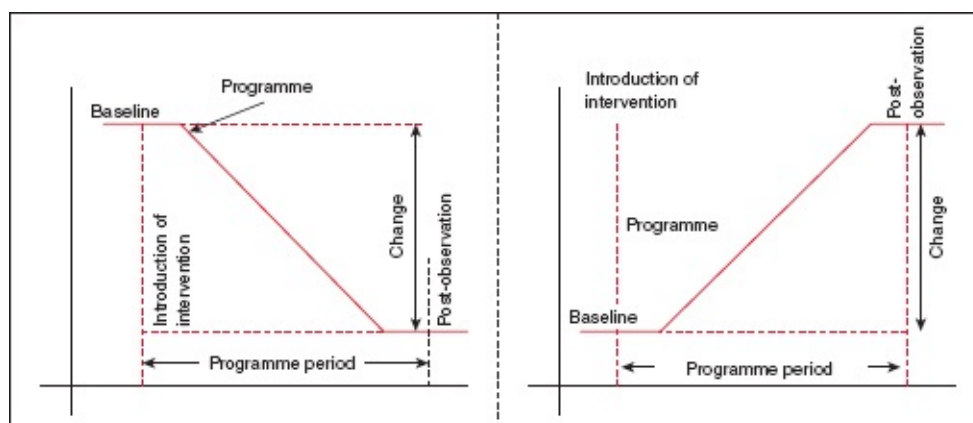 Programme
Baseline
Introduction of
intervention
Change
Post-observation
Programme period
Introduction of
intervention
Post-
observation
Programme
Change
Baseline
Programme period